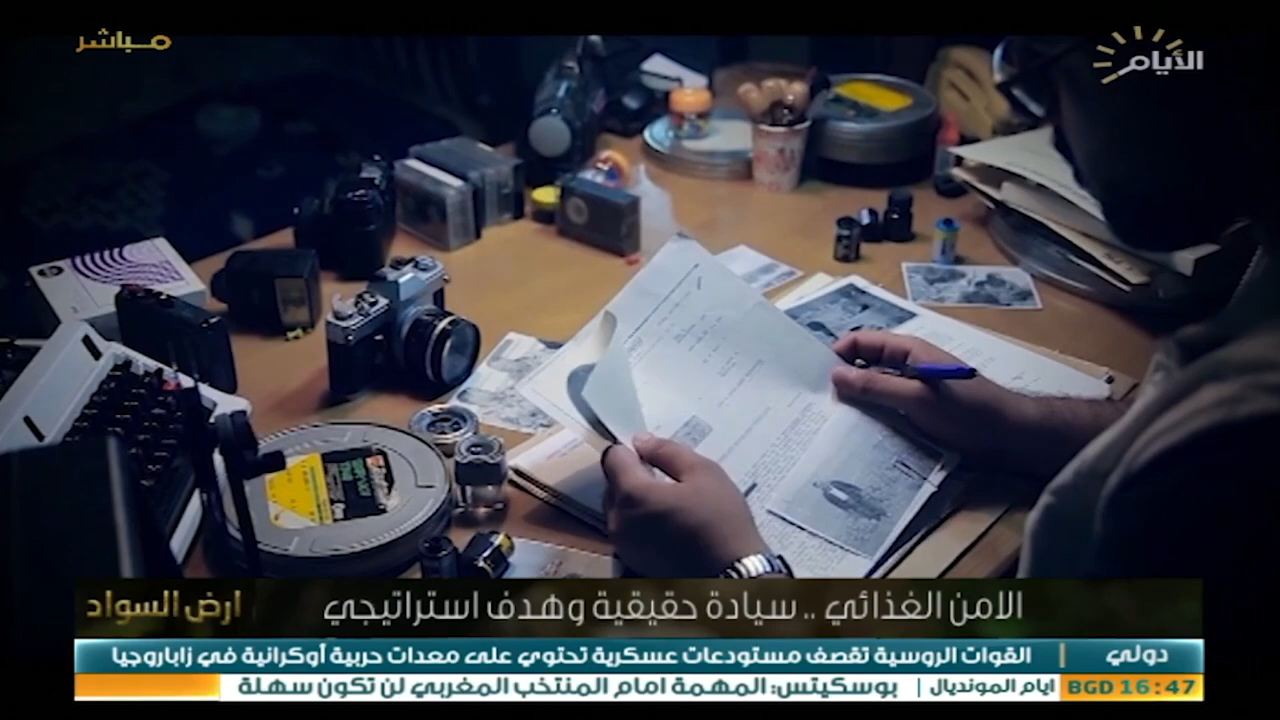 مباشر
الأيام
الامن الغذائي .. سيادة حقيقية وهدف استراتيجي
ارض السواد
دولي | القوات الروسية تقصف مستودعات عسكرية تحتوي على معدات حربية أوكرانية في زاباروجيا
BGD 16:47 ايام المونديال | بوسكيتس: المهمة امام المنتخب المغربي لن تكون سهلة